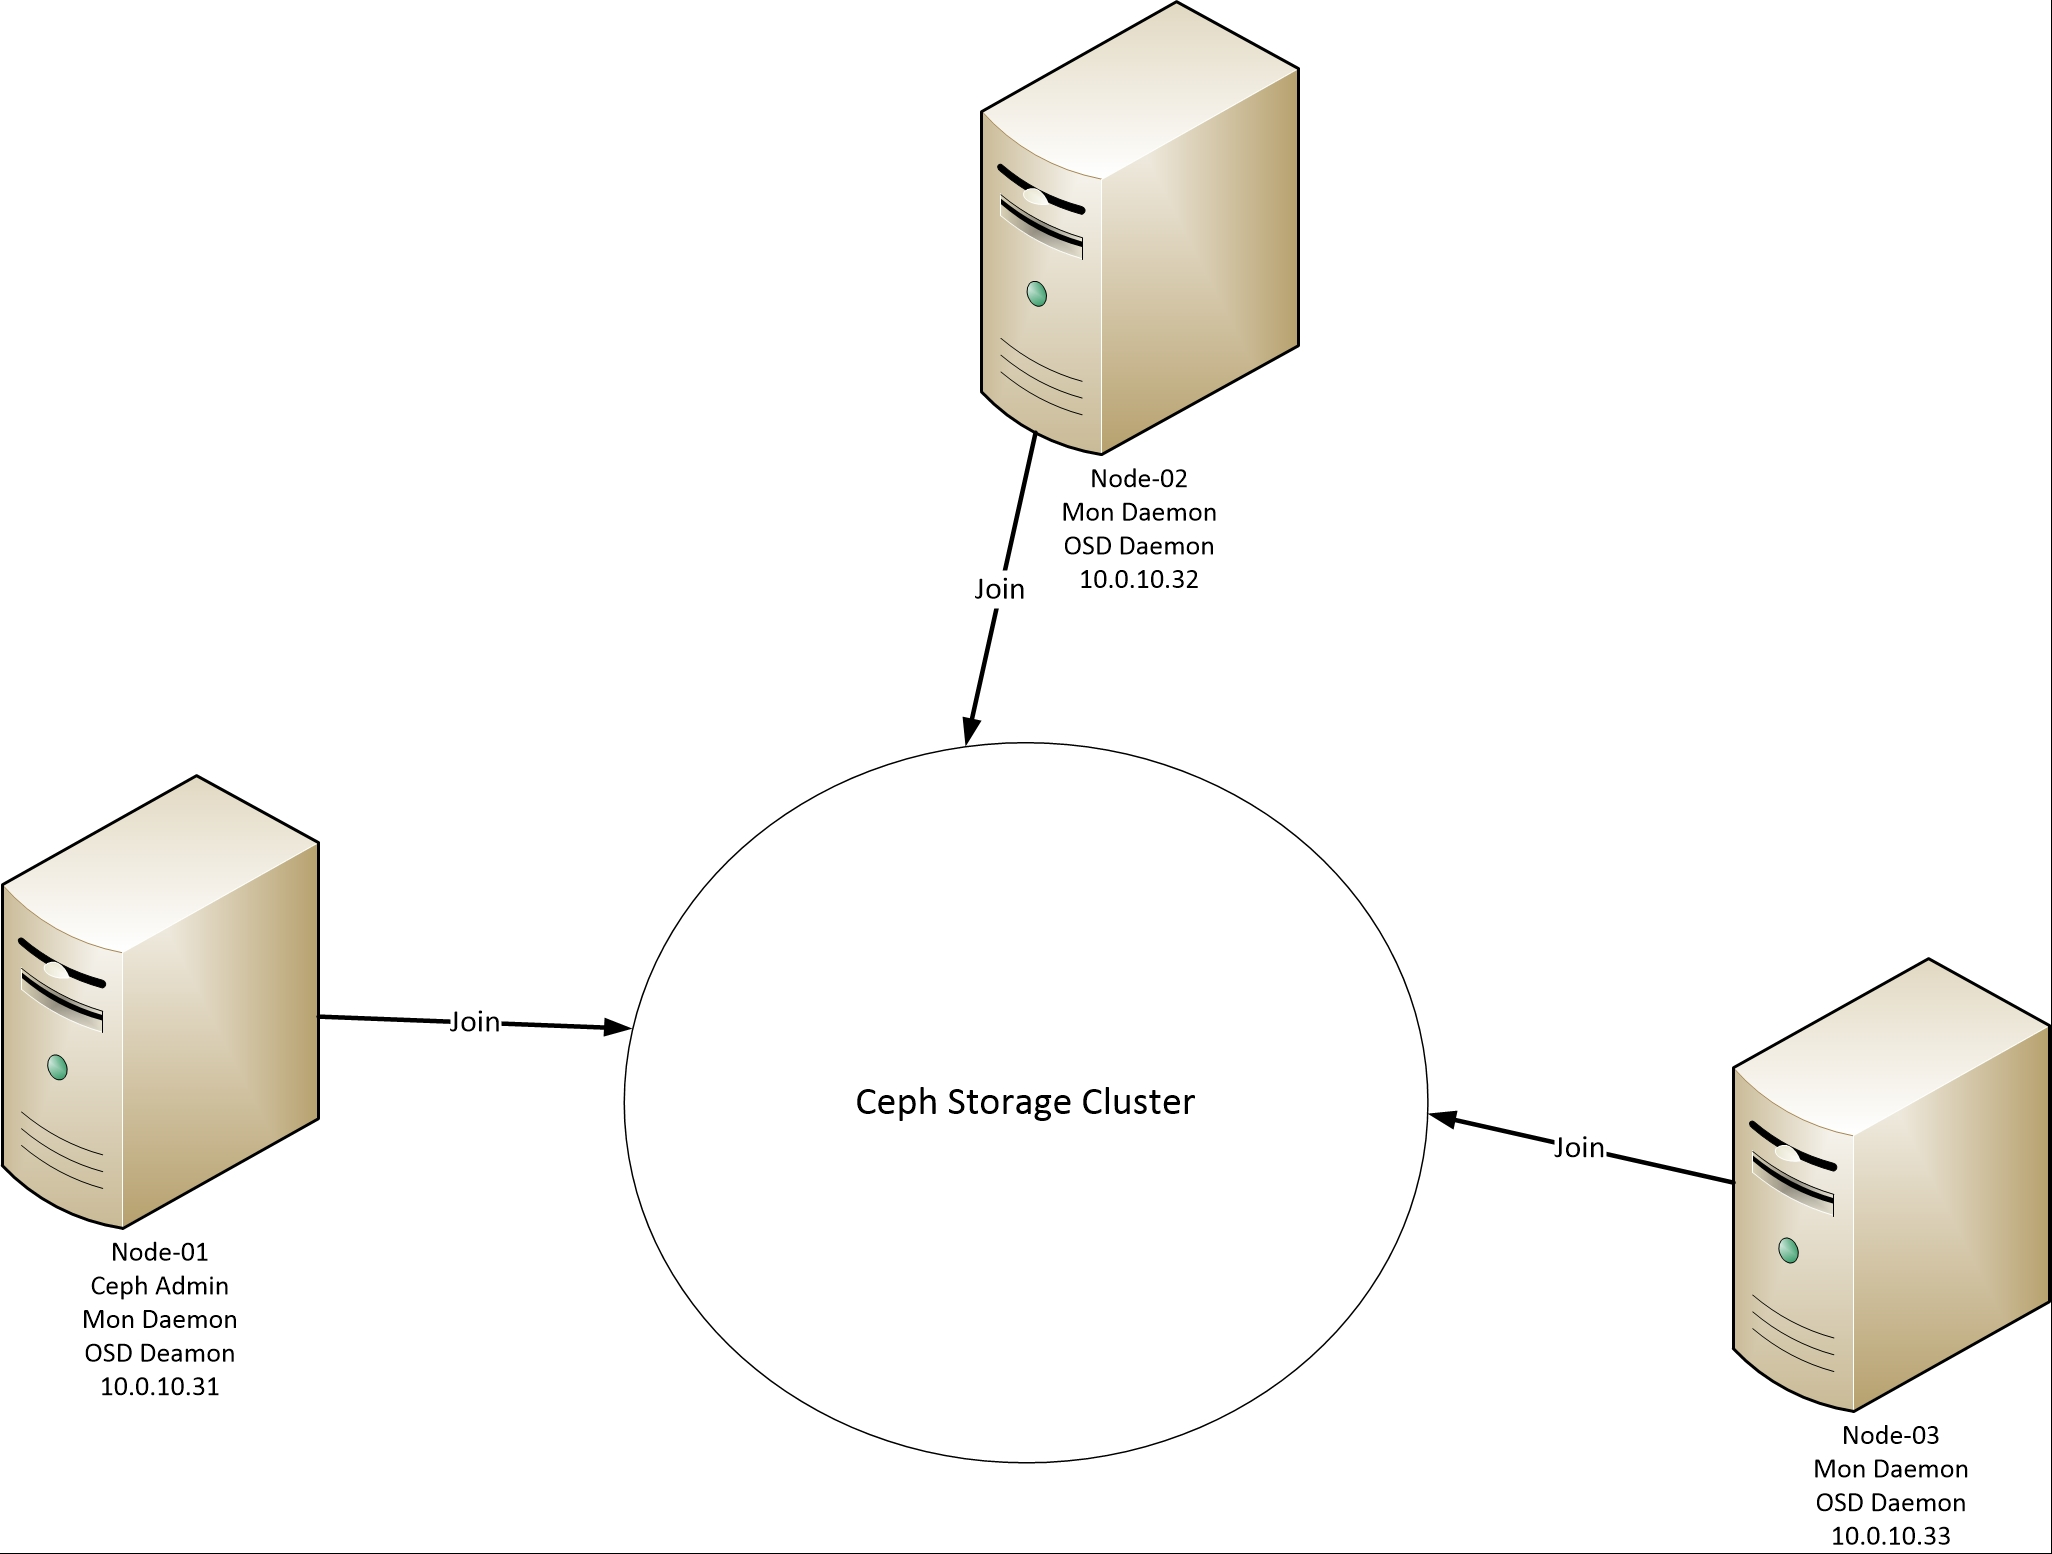 Node-02
Mon Daemon
OSD Daemon
10.0.10.32
Join
Join
Ceph Storage Cluster
Join
Node-01
Ceph Admin
Mon Daemon
OSD Deamon
10.0.10.31
Node-03
Mon Daemon
OSD Daemon
10.0.10.33